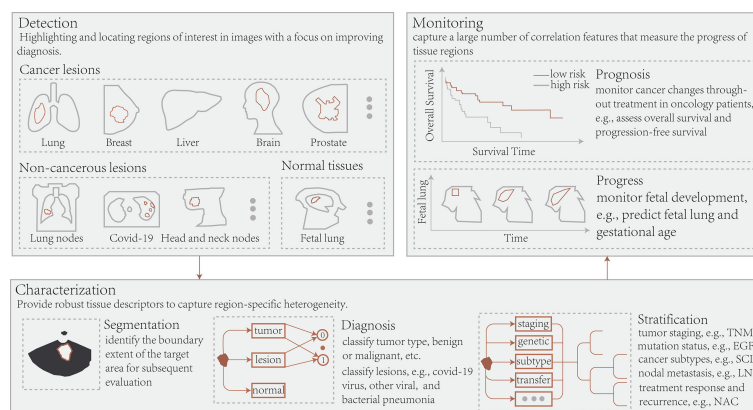 Detection
Highlighting and locating regions of interest in images with a focus on improving
diagnosis.
Cancer lesions
Lung
Breast
Liver
Brain
Prostate
Non-cancerous lesions
Normal tissues
Lung nodes
Covid-19
Head and neck nodes
Fetal lung
Monitoring
capture a large number of correlation features that measure the progress of
tissue regions
Overall Survival
low risk
high risk
Survival Time
Prognosis
monitor cancer changes through-
out treatment in oncology patients,
e.g., assess overall survival and
progression-free survival
Fetal lung
Time
Progress
monitor fetal development,
e.g., predict fetal lung and
gestational age
Characterization
Provide robust tissue descriptors to capture region-specific heterogeneity.
Segmentation
identify the boundary
extent of the target
area for subsequent
evaluation
tumor
lesion
normal
0
1
Diagnosis
classify tumor type, benign
or malignant, etc.
classify lesions, e.g., covid-19
virus, other viral, and
bacterial pneumonia
staging
genetic
subtype
transfer
Stratification
tumor staging, e.g., TNM
mutation status, e.g., EGF
cancer subtypes, e.g., SCL
nodal metastasis, e.g., LN
treatment response and
recurrence, e.g., NAC